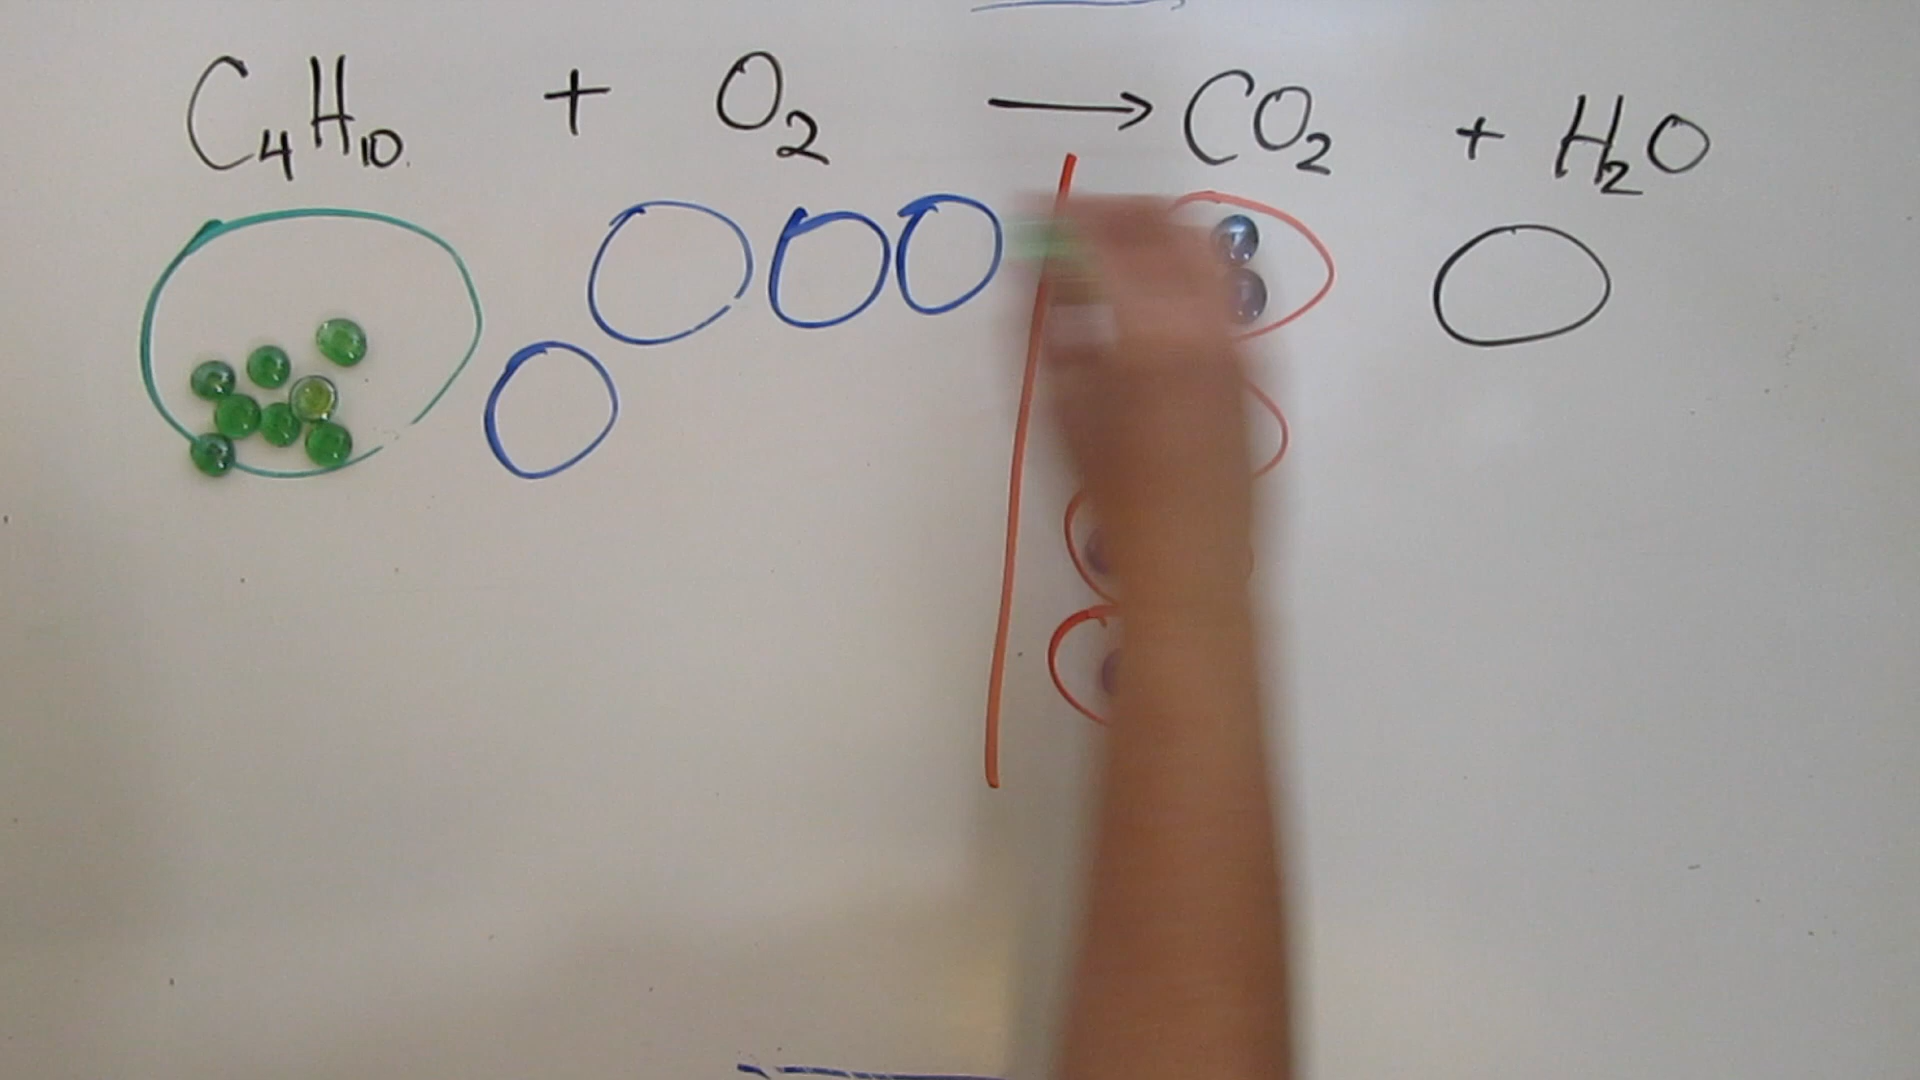 C₄H₁₀ + O₂ → CO₂ + H₂O